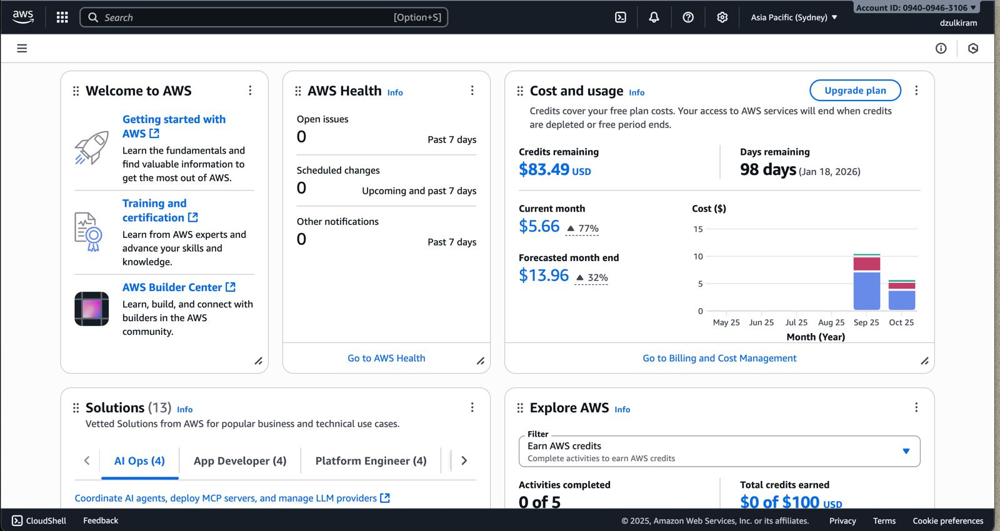 aws
Search [Option+S]
Asia Pacific (Sydney) ▼
Account ID: 0940-0946-3106 ▼
dzulkiram
Welcome to AWS
Getting started with
AWS
Learn the fundamentals and
find valuable information to
get the most out of AWS.
Training and
certification
Learn from AWS experts and
advance your skills and
knowledge.
AWS Builder Center
Learn, build, and connect with
builders in the AWS
community.
AWS Health Info
Open issues
0 Past 7 days
Scheduled changes
0 Upcoming and past 7 days
Other notifications
0 Past 7 days
Go to AWS Health
Cost and usage Info
Upgrade plan
Credits cover your free plan costs. Your access to AWS services will end when credits
are depleted or free period ends.
Credits remaining
$83.49 USD
Days remaining
98 days (Jan 18, 2026)
Current month
$5.66 ▲ 77%
Forecasted month end
$13.96 ▲ 32%
Cost ($)
15
10
5
0
May 25 Jun 25 Jul 25 Aug 25 Sep 25 Oct 25
Month (Year)
Go to Billing and Cost Management
Solutions (13) Info
Vetted Solutions from AWS for popular business and technical use cases.
AI Ops (4) App Developer (4) Platform Engineer (4)
Coordinate AI agents, deploy MCP servers, and manage LLM providers
Explore AWS Info
Filter
Earn AWS credits
Complete activities to earn AWS credits
Activities completed
0 of 5
Total credits earned
$0 of $100 USD
CloudShell Feedback
© 2025, Amazon Web Services, Inc. or its affiliates. Privacy Terms Cookie preferences